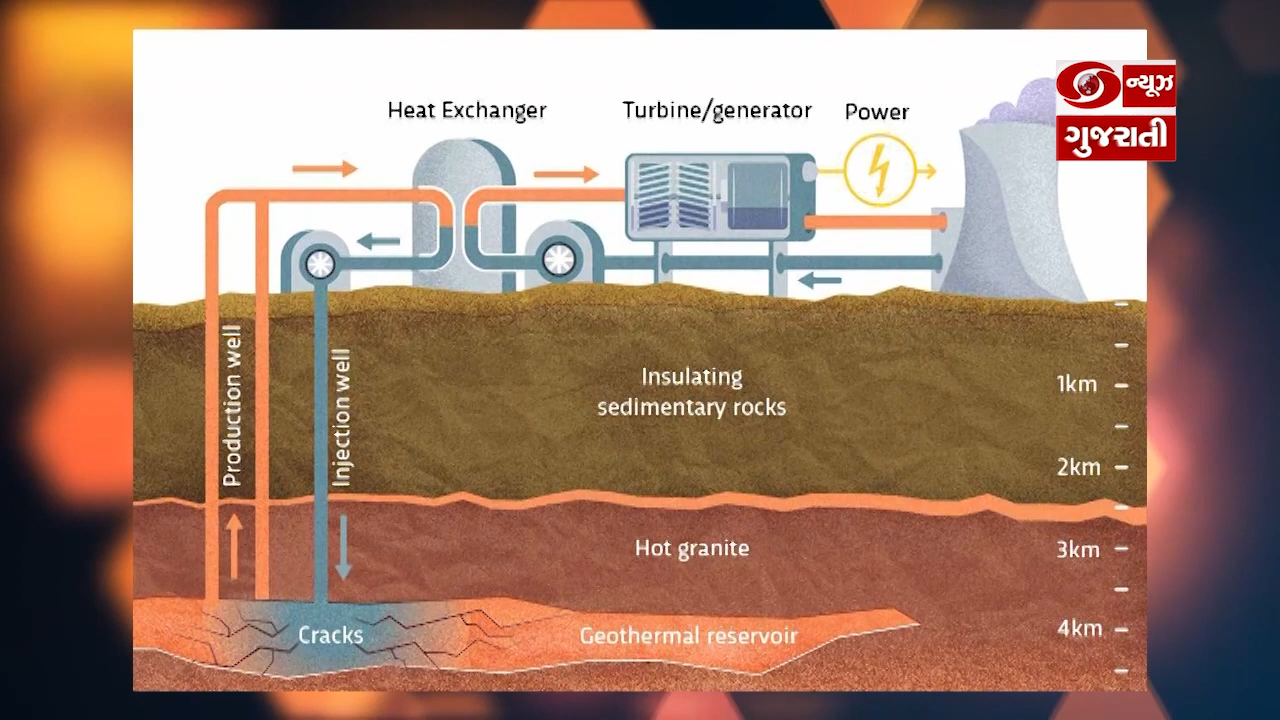 Heat Exchanger
Turbine/generator
Power
ન્યૂઝ
ગુજરાતી
Production well
Injection well
Insulating
sedimentary rocks
1km
2km
Hot granite
3km
Cracks
Geothermal reservoir
4km